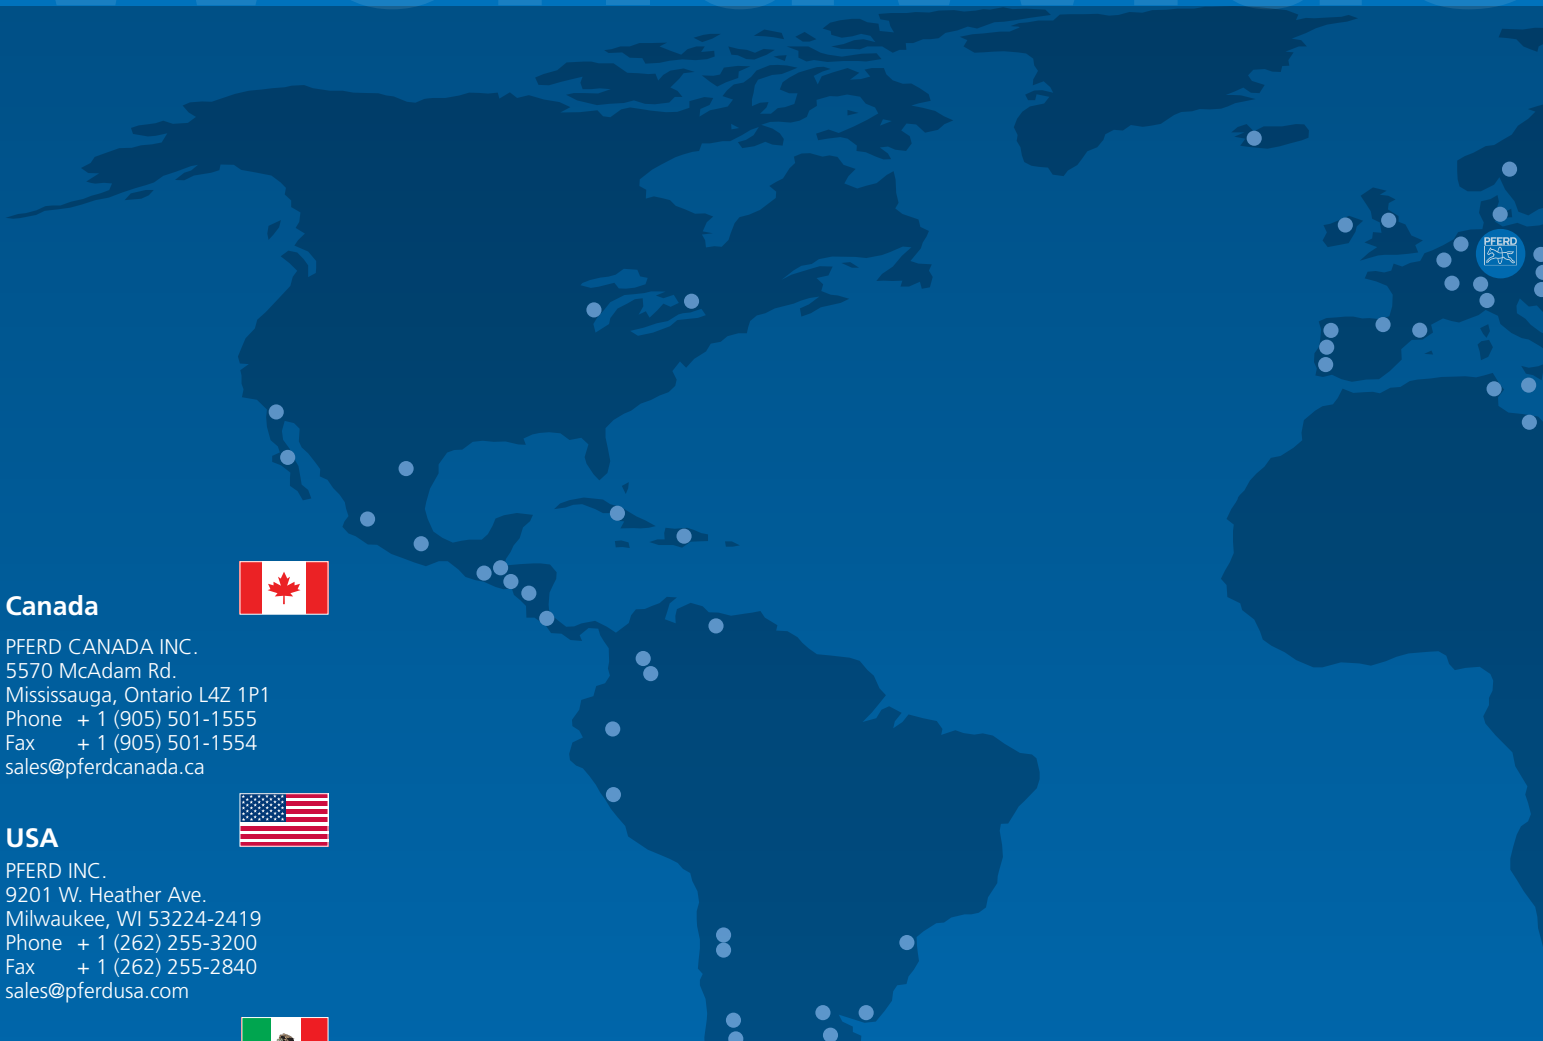 PFERD
Canada
PFERD CANADA INC.
5570 McAdam Rd.
Mississauga, Ontario L4Z 1P1
Phone + 1 (905) 501-1555
Fax + 1 (905) 501-1554
sales@pferdcanada.ca
USA
PFERD INC.
9201 W. Heather Ave.
Milwaukee, WI 53224-2419
Phone + 1 (262) 255-3200
Fax + 1 (262) 255-2840
sales@pferdusa.com